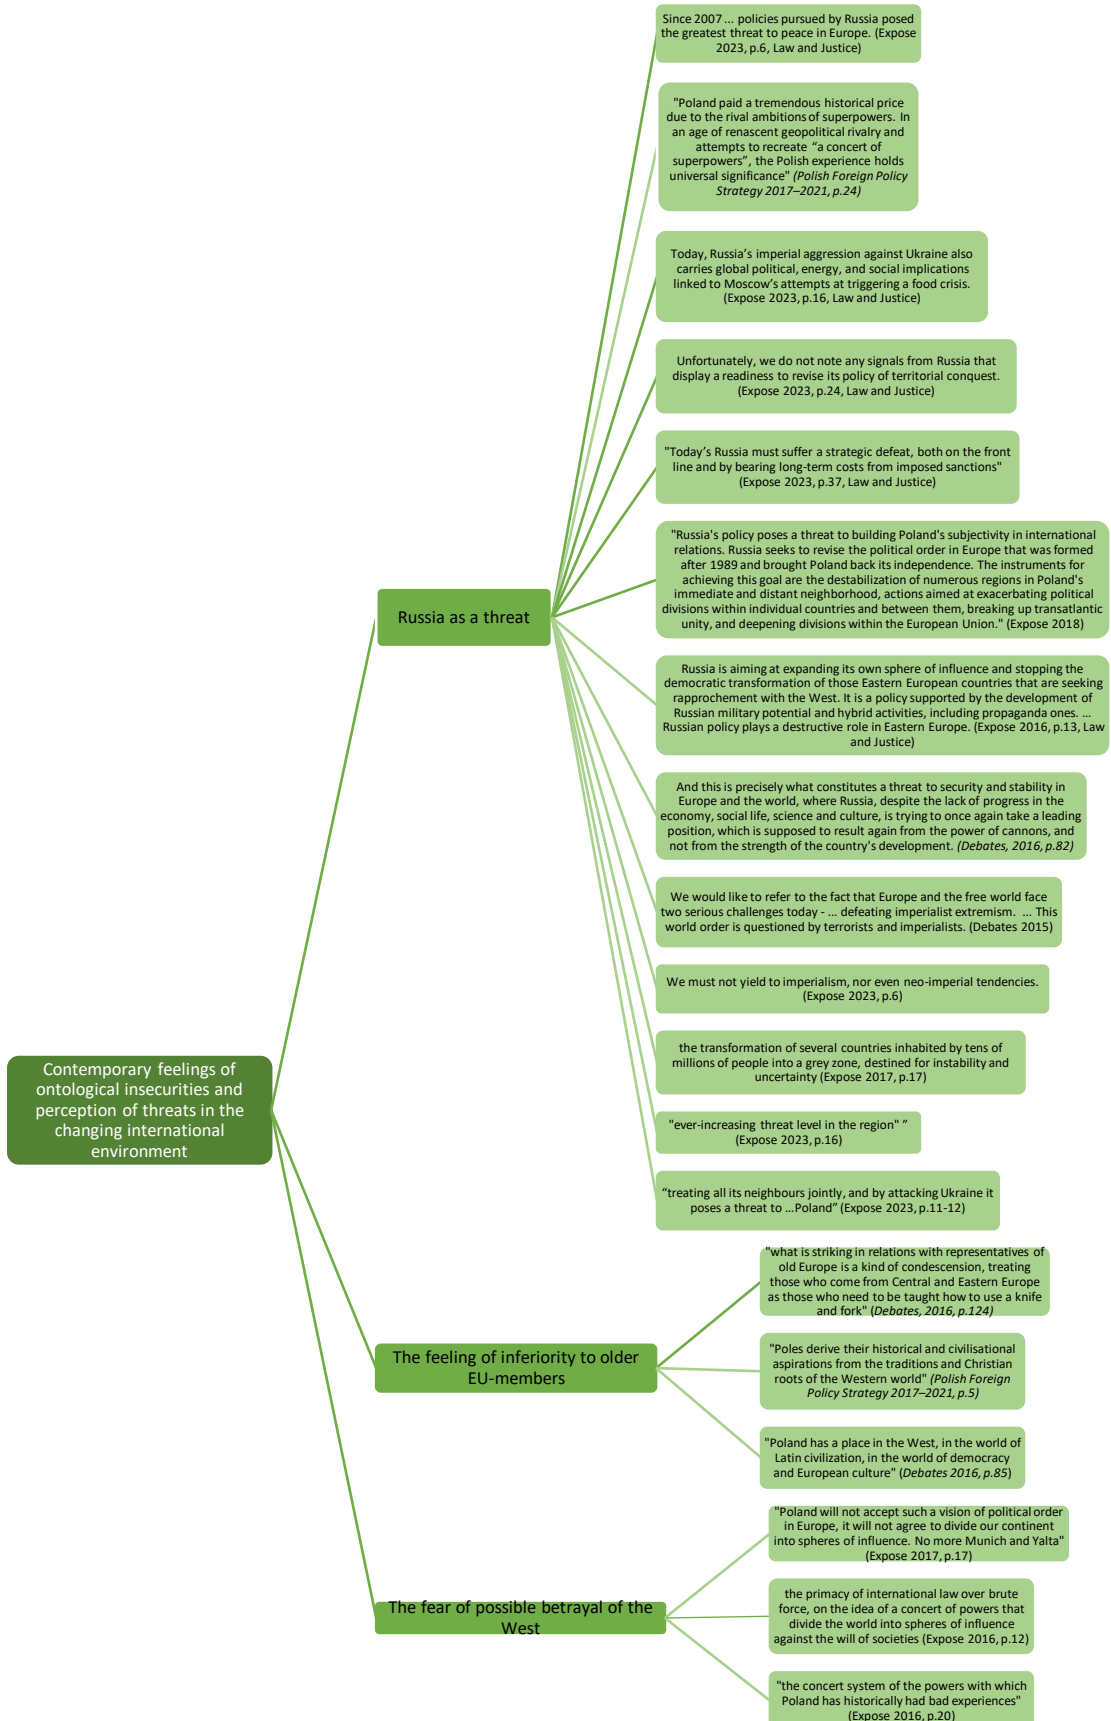 Since 2007 ... policies pursued by Russia posed
the greatest threat to peace in Europe. (Expose
2023, p.6, Law and Justice)
"Poland paid a tremendous historical price
due to the rival ambitions of superpowers. In
an age of renascent geopolitical rivalry and
attempts to recreate “a concert of
superpowers”, the Polish experience holds
universal significance" (Polish Foreign Policy
Strategy 2017–2021, p.24)
Today, Russia’s imperial aggression against Ukraine also
carries global political, energy, and social implications
linked to Moscow’s attempts at triggering a food crisis.
(Expose 2023, p.16, Law and Justice)
Unfortunately, we do not note any signals from Russia that
display a readiness to revise its policy of territorial conquest.
(Expose 2023, p.24, Law and Justice)
"Today’s Russia must suffer a strategic defeat, both on the front
line and by bearing long-term costs from imposed sanctions"
(Expose 2023, p.37, Law and Justice)
"Russia's policy poses a threat to building Poland's subjectivity in international
relations. Russia seeks to revise the political order in Europe that was formed
after 1989 and brought Poland back its independence. The instruments for
achieving this goal are the destabilization of numerous regions in Poland's
immediate and distant neighborhood, actions aimed at exacerbating political
divisions within individual countries and between them, breaking up transatlantic
unity, and deepening divisions within the European Union." (Expose 2018)
Russia as a threat
Russia is aiming at expanding its own sphere of influence and stopping the
democratic transformation of those Eastern European countries that are seeking
rapprochement with the West. It is a policy supported by the development of
Russian military potential and hybrid activities, including propaganda ones. ...
Russian policy plays a destructive role in Eastern Europe. (Expose 2016, p.13, Law
and Justice)
And this is precisely what constitutes a threat to security and stability in
Europe and the world, where Russia, despite the lack of progress in the
economy, social life, science and culture, is trying to once again take a leading
position, which is supposed to result again from the power of cannons, and
not from the strength of the country's development. (Debates, 2016, p.82)
We would like to refer to the fact that Europe and the free world face
two serious challenges today - ... defeating imperialist extremism. ... This
world order is questioned by terrorists and imperialists. (Debates 2015)
We must not yield to imperialism, nor even neo-imperial tendencies.
(Expose 2023, p.6)
the transformation of several countries inhabited by tens of
millions of people into a grey zone, destined for instability and
uncertainty (Expose 2017, p.17)
Contemporary feelings of
ontological insecurities and
perception of threats in the
changing international
environment
"ever-increasing threat level in the region" ”
(Expose 2023, p.16)
“treating all its neighbours jointly, and by attacking Ukraine it
poses a threat to ...Poland” (Expose 2023, p.11-12)
"what is striking in relations with representatives of
old Europe is a kind of condescension, treating
those who come from Central and Eastern Europe
as those who need to be taught how to use a knife
and fork" (Debates, 2016, p.124)
The feeling of inferiority to older
EU-members
"Poles derive their historical and civilisational
aspirations from the traditions and Christian
roots of the Western world" (Polish Foreign
Policy Strategy 2017–2021, p.5)
"Poland has a place in the West, in the world of
Latin civilization, in the world of democracy
and European culture" (Debates 2016, p.85)
"Poland will not accept such a vision of political order
in Europe, it will not agree to divide our continent
into spheres of influence. No more Munich and Yalta"
(Expose 2017, p.17)
The fear of possible betrayal of the
West
the primacy of international law over brute
force, on the idea of a concert of powers that
divide the world into spheres of influence
against the will of societies (Expose 2016, p.12)
"the concert system of the powers with which
Poland has historically had bad experiences"
(Expose 2016, p.20)